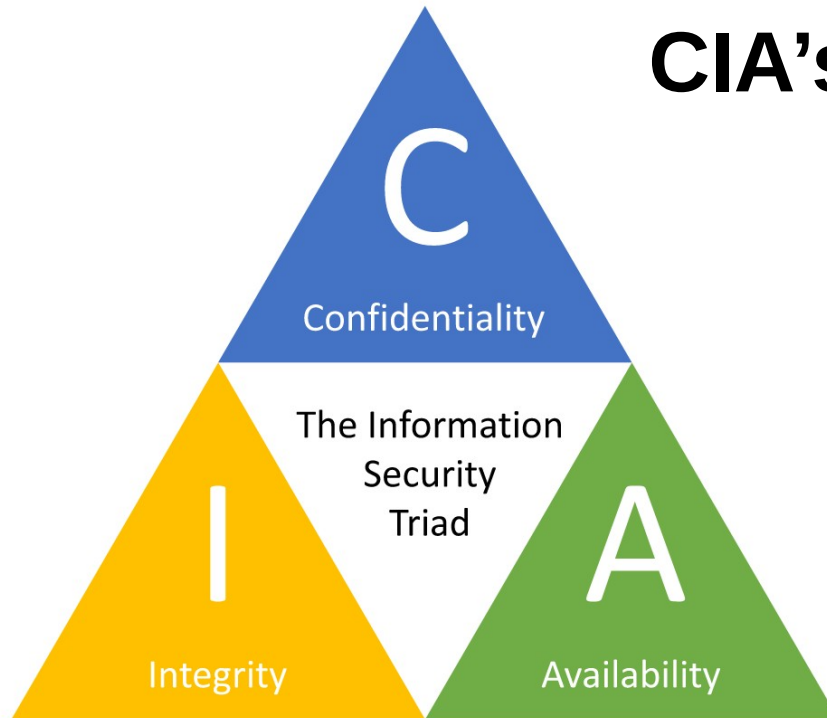 CIA’s
C
Confidentiality
The Information
Security
Triad
I
A
Integrity
Availability